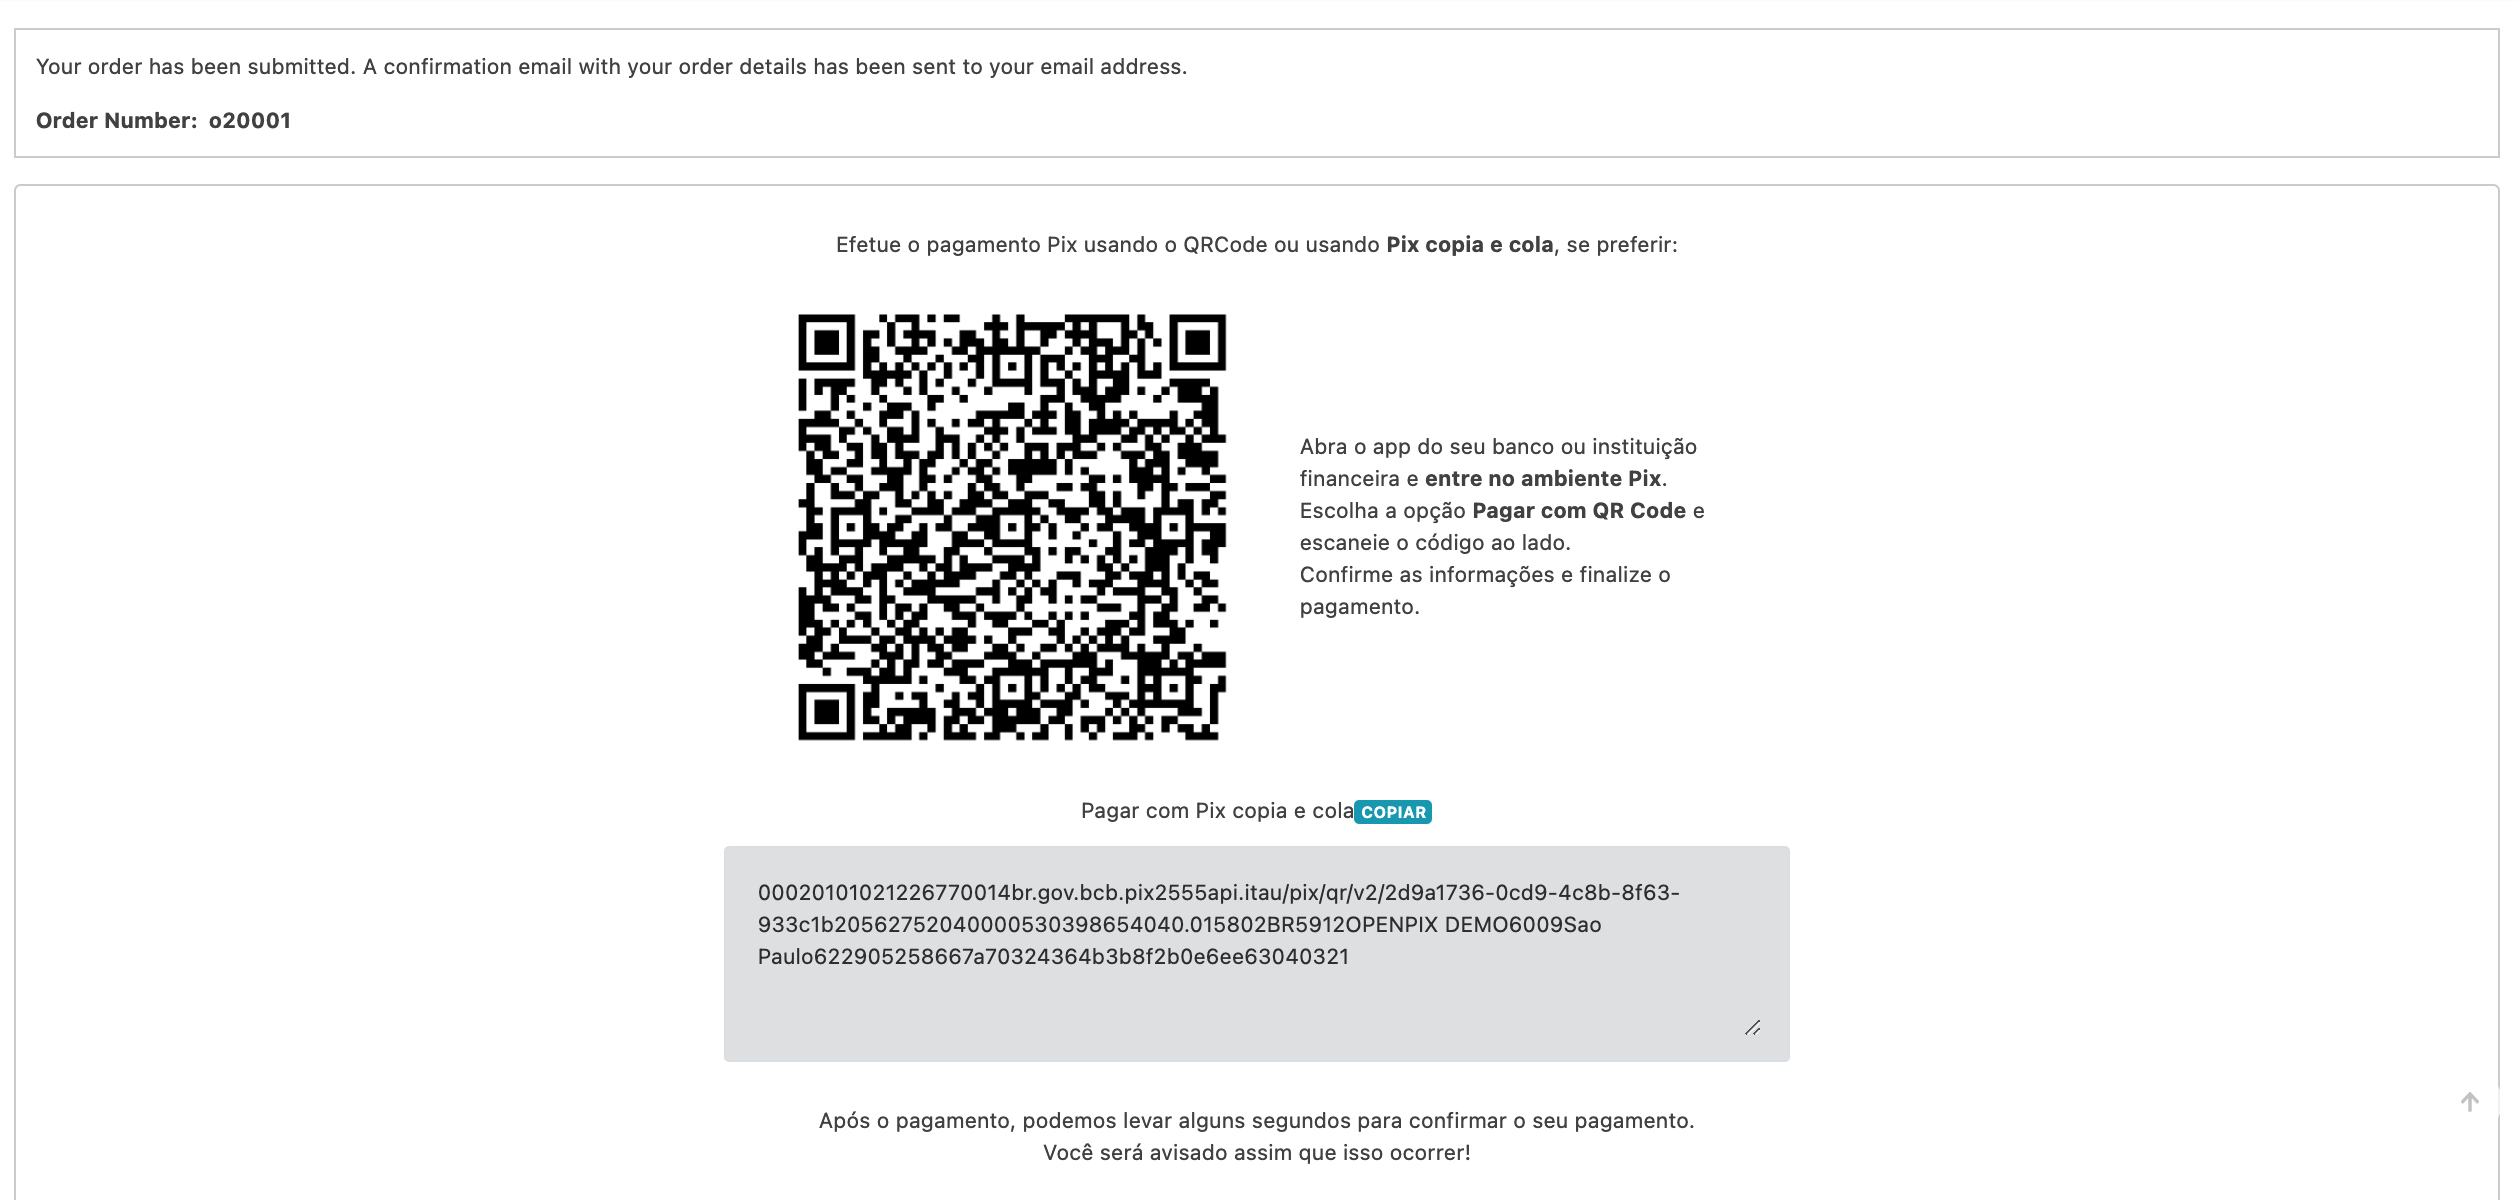 Your order has been submitted. A confirmation email with your order details has been sent to your email address.
Order Number: o20001
Efetue o pagamento Pix usando o QRCode ou usando Pix copia e cola, se preferir:
Abra o app do seu banco ou instituição
financeira e entre no ambiente Pix.
Escolha a opção Pagar com QR Code e
escaneie o código ao lado.
Confirme as informações e finalize o
pagamento.
Pagar com Pix copia e cola COPIAR
00020101021226770014br.gov.bcb.pix2555api.itau/pix/qr/v2/2d9a1736-0cd9-4c8b-8f63-
933c1b20562752040000530398654040.015802BR5912OPENPIX DEMO6009Sao
Paulo622905258667a70324364b3b8f2b0e6ee63040321
Após o pagamento, podemos levar alguns segundos para confirmar o seu pagamento.
Você será avisado assim que isso ocorrer!